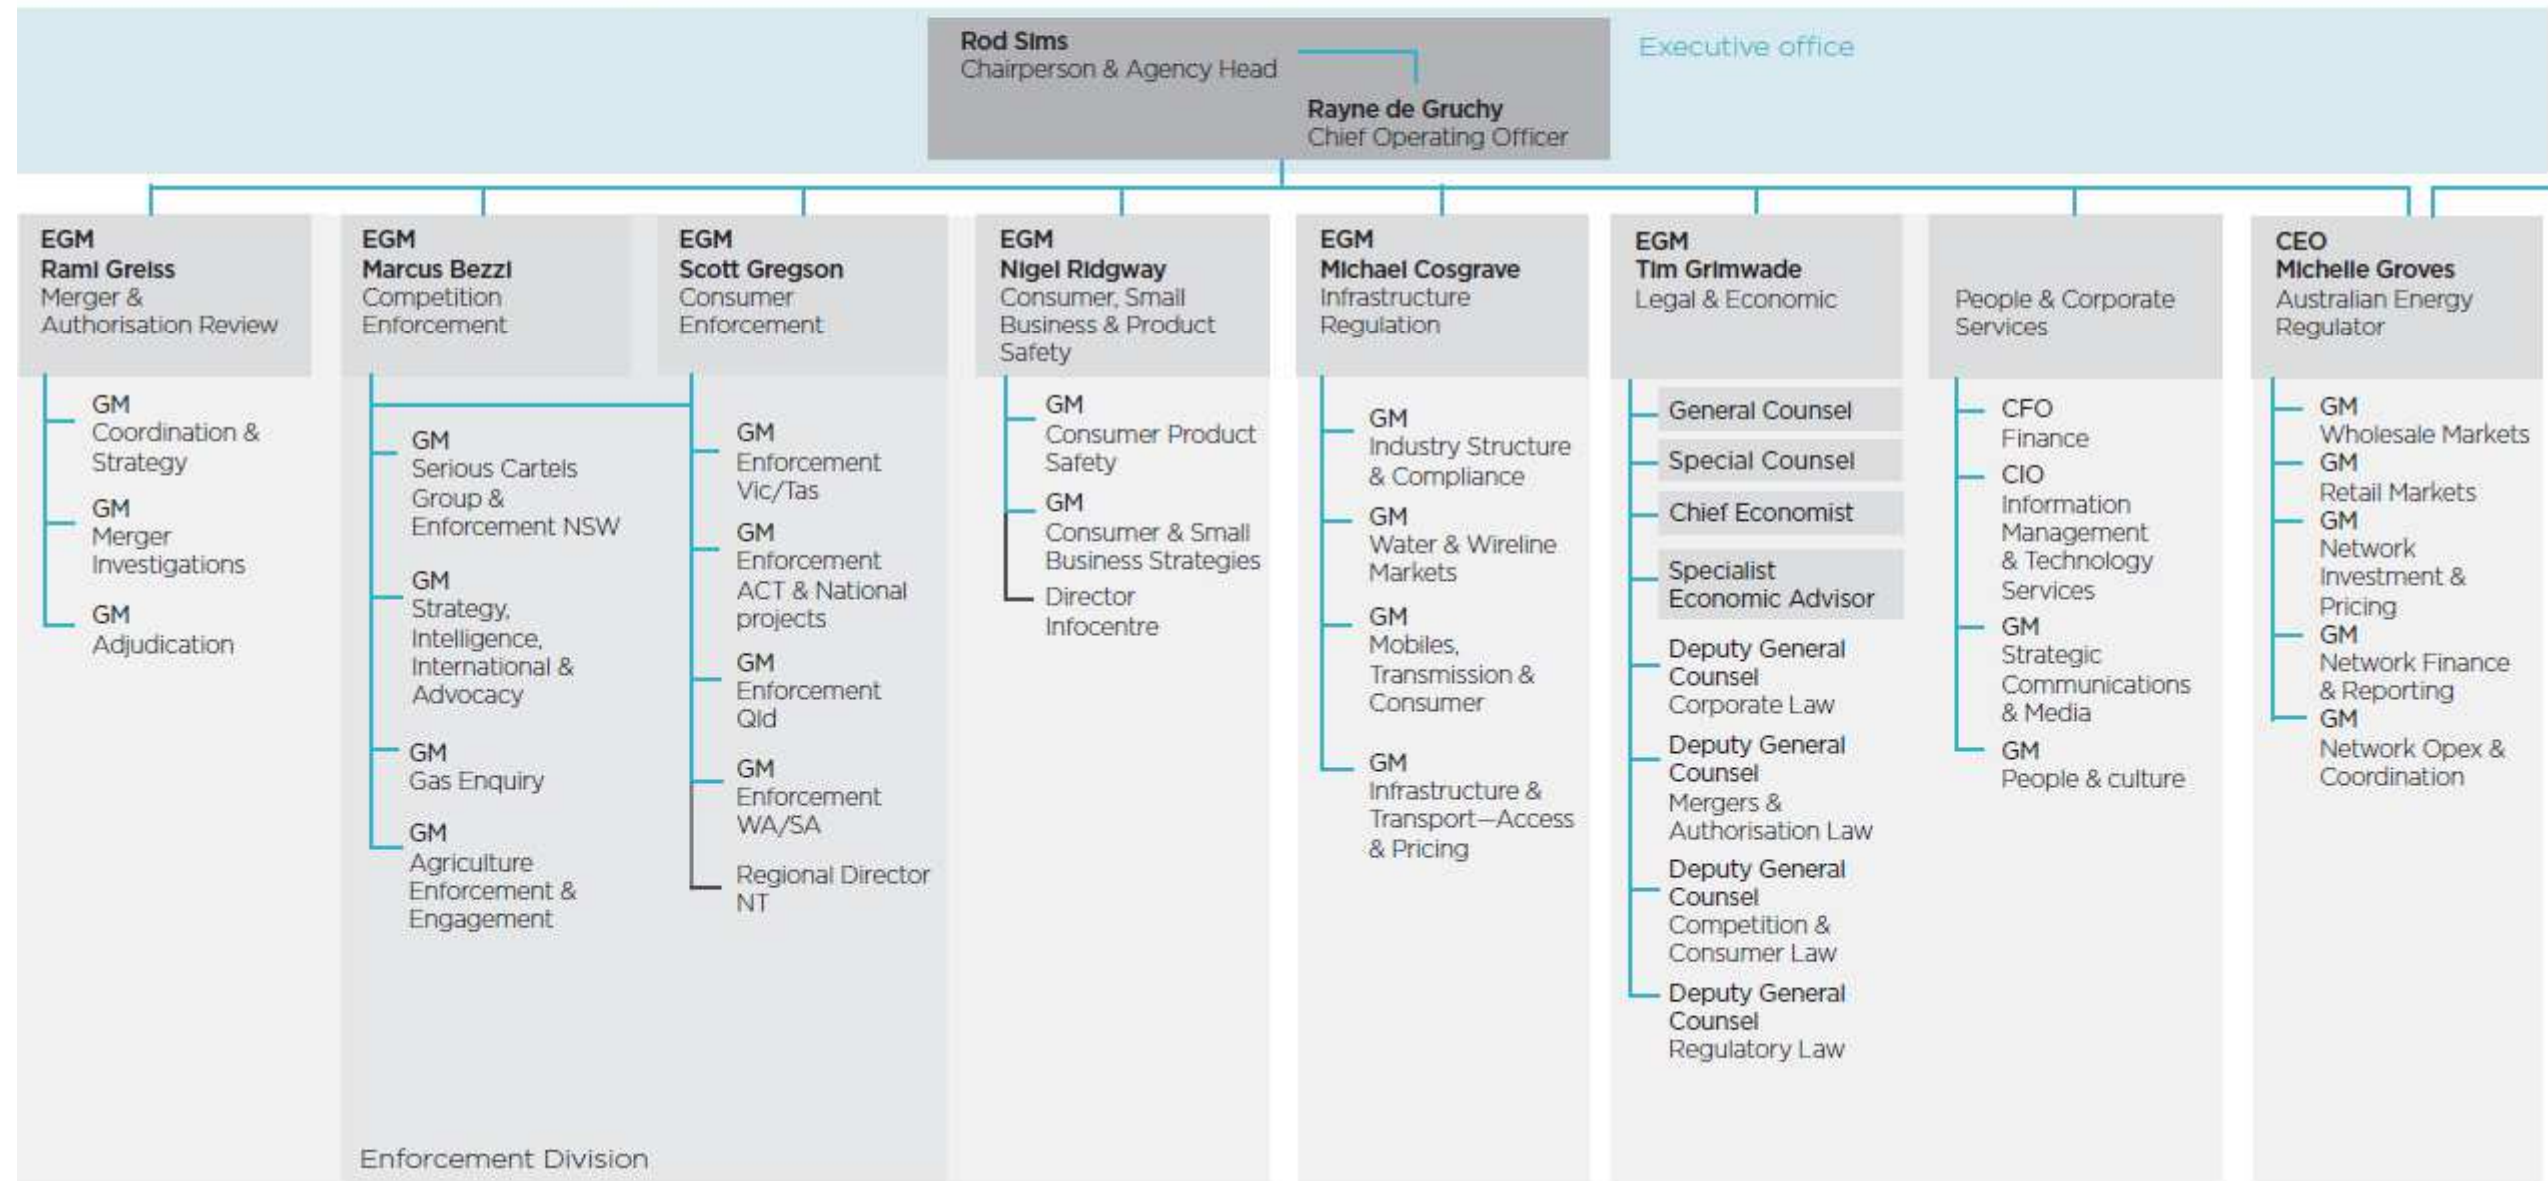 Rod Sims
Chairperson & Agency Head
Rayne de Gruchy
Chief Operating Officer
Executive office
EGM
Rami Greiss
Merger &
Authorisation Review
GM
Coordination &
Strategy
GM
Merger
Investigations
GM
Adjudication
EGM
Marcus Bezzi
Competition
Enforcement
GM
Serious Cartels
Group &
Enforcement NSW
GM
Strategy,
Intelligence,
International &
Advocacy
GM
Gas Enquiry
GM
Agriculture
Enforcement &
Engagement
EGM
Scott Gregson
Consumer
Enforcement
GM
Enforcement
Vic/Tas
GM
Enforcement
ACT & National
projects
GM
Enforcement
Qld
GM
Enforcement
WA/SA
Regional Director
NT
Enforcement Division
EGM
Nigel Ridgway
Consumer, Small
Business & Product
Safety
GM
Consumer Product
Safety
GM
Consumer & Small
Business Strategies
Director
Infocentre
EGM
Michael Cosgrave
Infrastructure
Regulation
GM
Industry Structure
& Compliance
GM
Water & Wireline
Markets
GM
Mobiles,
Transmission &
Consumer
GM
Infrastructure &
Transport—Access
& Pricing
EGM
Tim Grimwade
Legal & Economic
General Counsel
Special Counsel
Chief Economist
Specialist
Economic Advisor
Deputy General
Counsel
Corporate Law
Deputy General
Counsel
Mergers &
Authorisation Law
Deputy General
Counsel
Competition &
Consumer Law
Deputy General
Counsel
Regulatory Law
People & Corporate
Services
CFO
Finance
CIO
Information
Management
& Technology
Services
GM
Strategic
Communications
& Media
GM
People & culture
CEO
Michelle Groves
Australian Energy
Regulator
GM
Wholesale Markets
GM
Retail Markets
GM
Network
Investment &
Pricing
GM
Network Finance
& Reporting
GM
Network Opex &
Coordination